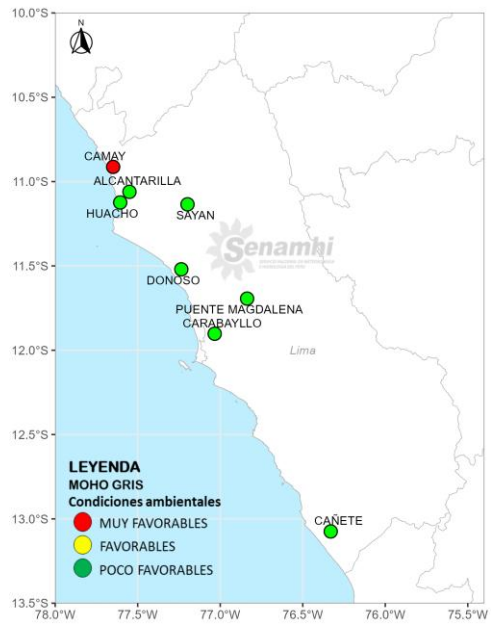 10.0°S
N
10.5°S
CAMAY
11.0°S
ALCANTARILLA
HUACHO
SAYAN
Senamhi
11.5°S
DONOSO
PUENTE MAGDALENA
CARABAYLLO
12.0°S
Lima
12.5°S
LEYENDA
MOHO GRIS
Condiciones ambientales
13.0°S
CAÑETE
MUY FAVORABLES
FAVORABLES
POCO FAVORABLES
13.5°S
78.0°W 77.5°W 77.0°W 76.5°W 76.0°W 75.5°W